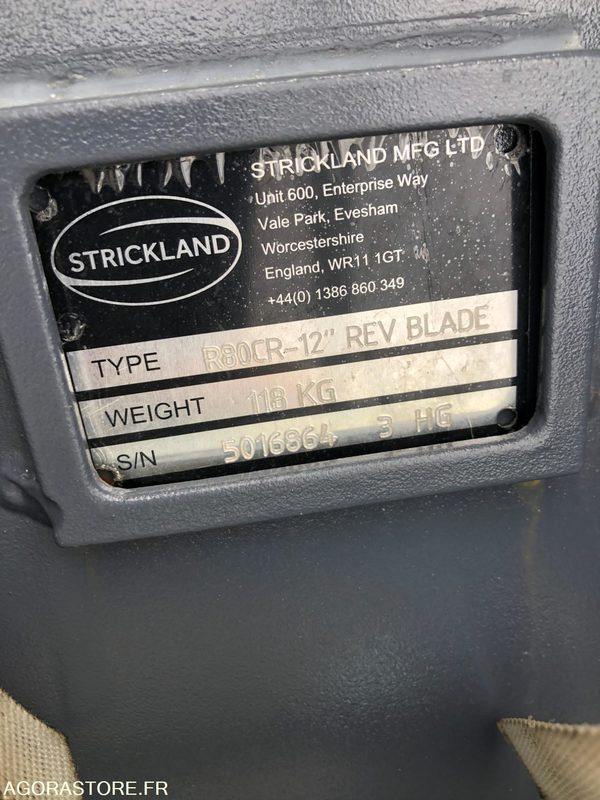 STRICKLAND MFG LTD
Unit 600, Enterprise Way
Vale Park, Evesham
Worcestershire
England, WR11 1GT
+44(0) 1386 860 349
STRICKLAND
TYPE R80CR-12" REV BLADE
WEIGHT 118 KG
S/N 5016864 3 HG
AGORASTORE.FR